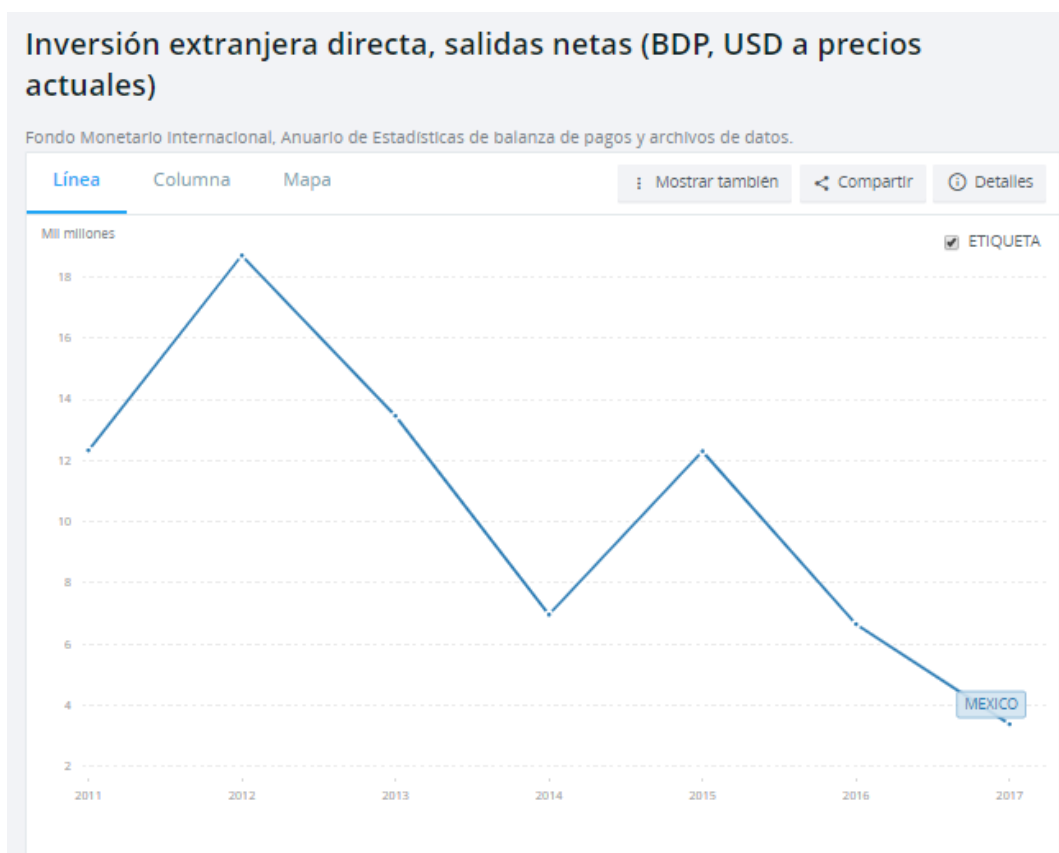 Inversión extranjera directa, salidas netas (BDP, USD a precios
actuales)
Fondo Monetario Internacional, Anuario de Estadísticas de balanza de pagos y archivos de datos.
Línea Columna Mapa Mostrar también Compartir Detalles
Mil millones ETIQUETA
18
16
14
12
10
8
6
4 MEXICO
2
2011 2012 2013 2014 2015 2016 2017